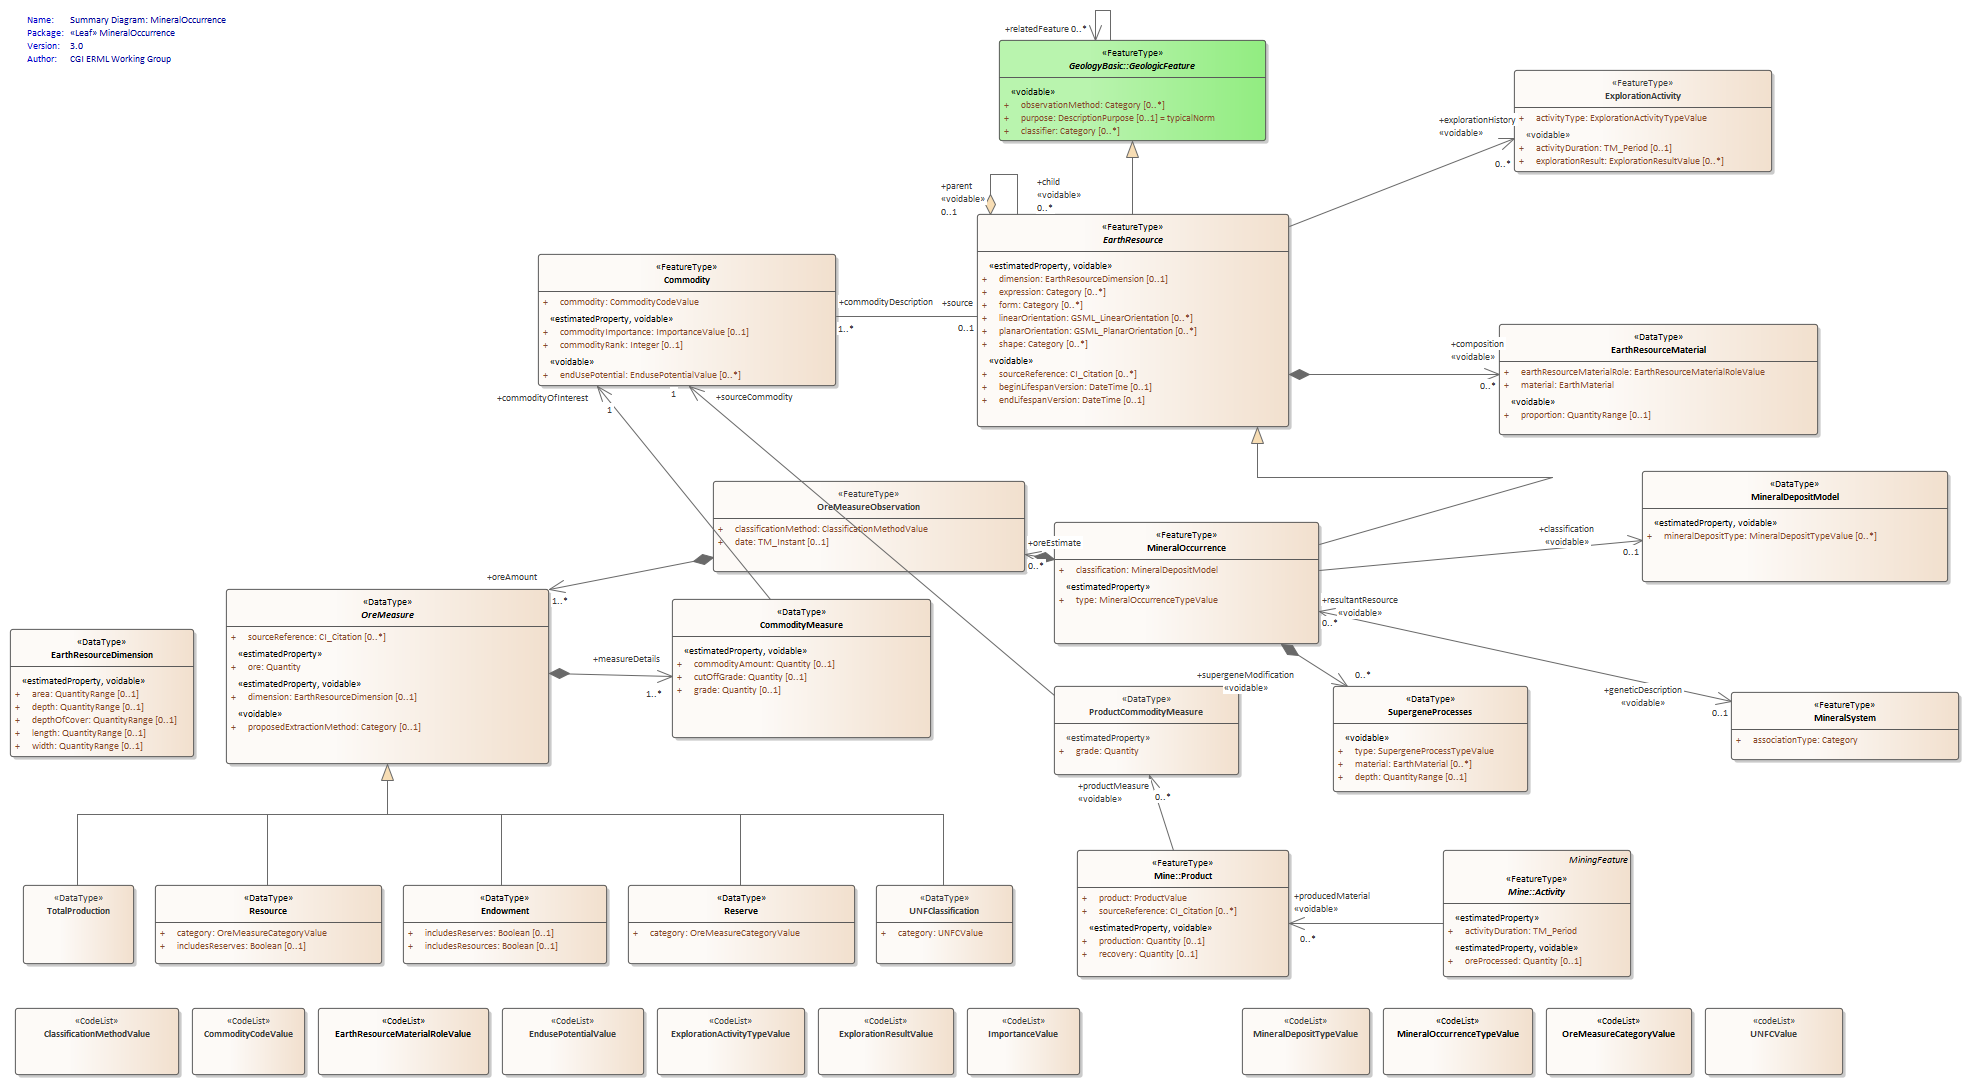 Name: Summary Diagram: MineralOccurrence
Package: «Leaf» MineralOccurrence
Version: 3.0
Author: CGI ERML Working Group
+relatedFeature 0..*
«FeatureType»
GeologyBasic::GeologicFeature
«voidable»
+ observationMethod: Category [0..*]
+ purpose: DescriptionPurpose [0..1] = typicalNorm
+ classifier: Category [0..*]
«FeatureType»
ExplorationActivity
+ activityType: ExplorationActivityTypeValue
«voidable»
+ activityDuration: TM_Period [0..1]
+ explorationResult: ExplorationResultValue [0..*]
+explorationHistory
«voidable»
0..*
+parent
«voidable»
0..1
+child
«voidable»
0..*
«FeatureType»
EarthResource
«estimatedProperty, voidable»
+ dimension: EarthResourceDimension [0..1]
+ expression: Category [0..*]
+ form: Category [0..*]
+ linearOrientation: GSML_LinearOrientation [0..*]
+ planarOrientation: GSML_PlanarOrientation [0..*]
+ shape: Category [0..*]
«voidable»
+ sourceReference: CI_Citation [0..*]
+ beginLifespanVersion: DateTime [0..1]
+ endLifespanVersion: DateTime [0..1]
«FeatureType»
Commodity
+ commodity: CommodityCodeValue
«estimatedProperty, voidable»
+ commodityImportance: ImportanceValue [0..1]
+ commodityRank: Integer [0..1]
«voidable»
+ endUsePotential: EndusePotentialValue [0..*]
+commodityDescription
1..*
+source
0..1
+composition
«voidable»
0..*
«DataType»
EarthResourceMaterial
+ earthResourceMaterialRole: EarthResourceMaterialRoleValue
+ material: EarthMaterial
«voidable»
+ proportion: QuantityRange [0..1]
+commodityOfInterest
1
1
+sourceCommodity
«FeatureType»
OreMeasureObservation
+ classificationMethod: ClassificationMethodValue
+ date: TM_Instant [0..1]
+oreEstimate
0..*
«FeatureType»
MineralOccurrence
+ classification: MineralDepositModel
«estimatedProperty»
+ type: MineralOccurrenceTypeValue
+classification
«voidable»
0..1
«DataType»
MineralDepositModel
«estimatedProperty, voidable»
+ mineralDepositType: MineralDepositTypeValue [0..*]
+oreAmount
1..*
«DataType»
OreMeasure
+ sourceReference: CI_Citation [0..*]
«estimatedProperty»
+ ore: Quantity
«estimatedProperty, voidable»
+ dimension: EarthResourceDimension [0..1]
«voidable»
+ proposedExtractionMethod: Category [0..1]
+measureDetails
1..*
«DataType»
CommodityMeasure
«estimatedProperty, voidable»
+ commodityAmount: Quantity [0..1]
+ cutOffGrade: Quantity [0..1]
+ grade: Quantity [0..1]
«DataType»
EarthResourceDimension
«estimatedProperty, voidable»
+ area: QuantityRange [0..1]
+ depth: QuantityRange [0..1]
+ depthOfCover: QuantityRange [0..1]
+ length: QuantityRange [0..1]
+ width: QuantityRange [0..1]
+resultantResource
«voidable»
0..*
+supergeneModification
«voidable»
0..*
+geneticDescription
«voidable»
0..1
«DataType»
ProductCommodityMeasure
«estimatedProperty»
+ grade: Quantity
«DataType»
SupergeneProcesses
«voidable»
+ type: SupergeneProcessTypeValue
+ material: EarthMaterial [0..*]
+ depth: QuantityRange [0..1]
«FeatureType»
MineralSystem
+ associationType: Category
+productMeasure
«voidable»
0..*
«FeatureType»
Mine::Product
+ product: ProductValue
+ sourceReference: CI_Citation [0..*]
«estimatedProperty, voidable»
+ production: Quantity [0..1]
+ recovery: Quantity [0..1]
+producedMaterial
«voidable»
0..*
MiningFeature
«FeatureType»
Mine::Activity
«estimatedProperty»
+ activityDuration: TM_Period
«estimatedProperty, voidable»
+ oreProcessed: Quantity [0..1]
«DataType»
TotalProduction
«DataType»
Resource
+ category: OreMeasureCategoryValue
+ includesReserves: Boolean [0..1]
«DataType»
Endowment
+ includesReserves: Boolean [0..1]
+ includesResources: Boolean [0..1]
«DataType»
Reserve
+ category: OreMeasureCategoryValue
«DataType»
UNFClassification
+ category: UNFCValue
«CodeList»
ClassificationMethodValue
«CodeList»
CommodityCodeValue
«CodeList»
EarthResourceMaterialRoleValue
«CodeList»
EndusePotentialValue
«CodeList»
ExplorationActivityTypeValue
«CodeList»
ExplorationResultValue
«CodeList»
ImportanceValue
«CodeList»
MineralDepositTypeValue
«CodeList»
MineralOccurrenceTypeValue
«CodeList»
OreMeasureCategoryValue
«codeList»
UNFCValue